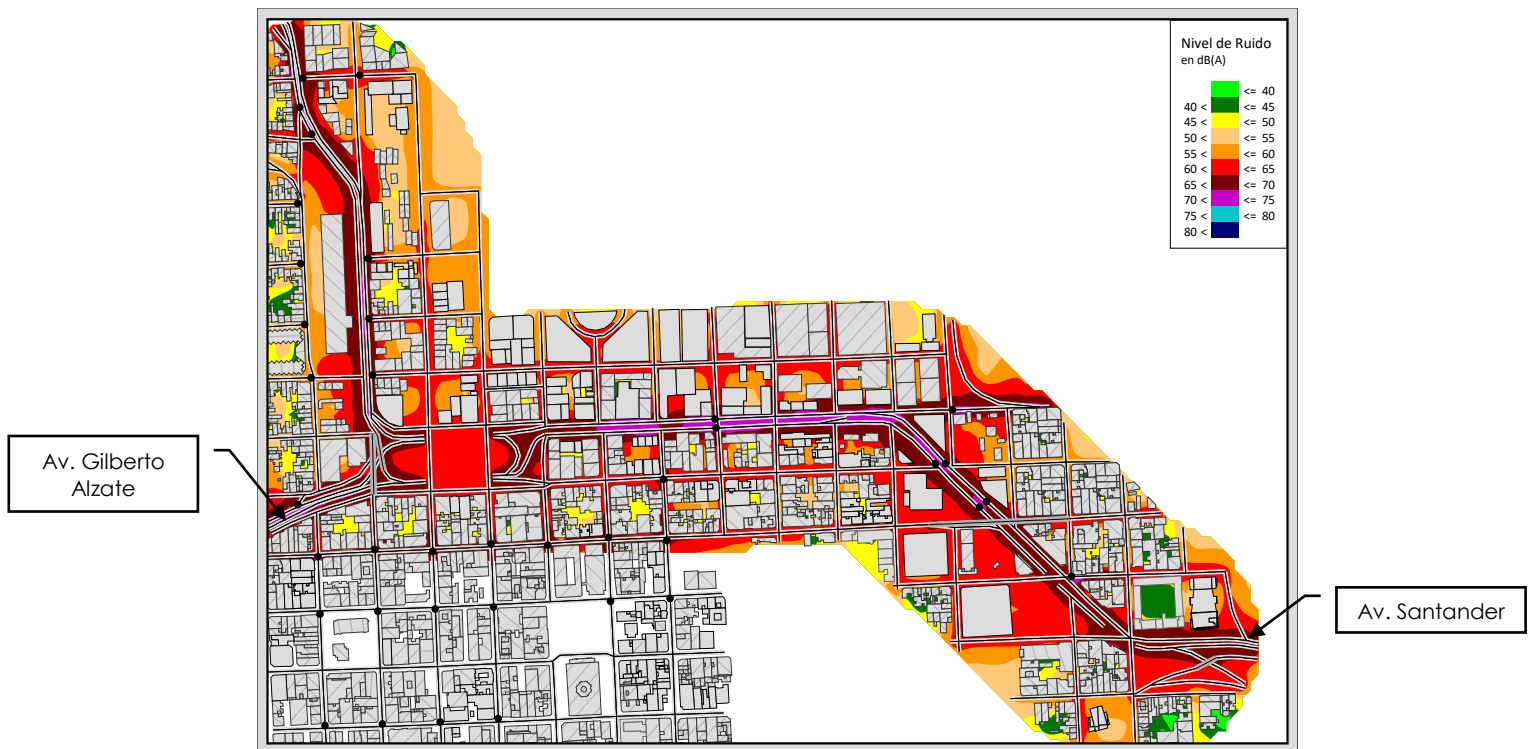 Nivel de Ruido
en dB(A)
<= 40
40 < <= 45
45 < <= 50
50 < <= 55
55 < <= 60
60 < <= 65
65 < <= 70
70 < <= 75
75 < <= 80
80 <
Av. Gilberto
Alzate
Av. Santander